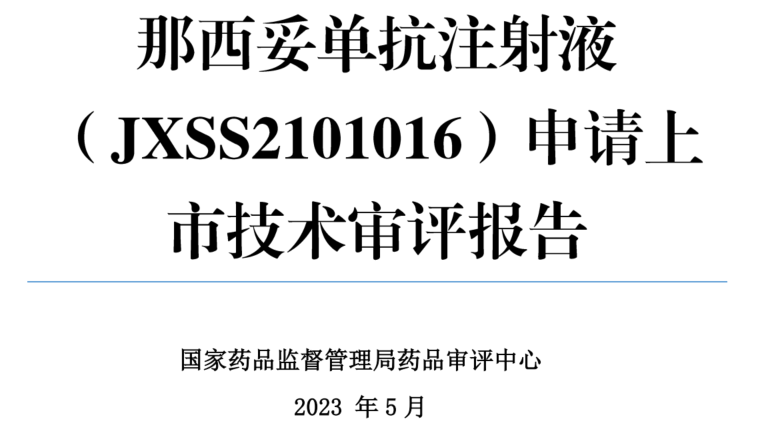 那西妥单抗注射液
（JXSS2101016）申请上
市技术审评报告
国家药品监督管理局药品审评中心
2023 年 5 月